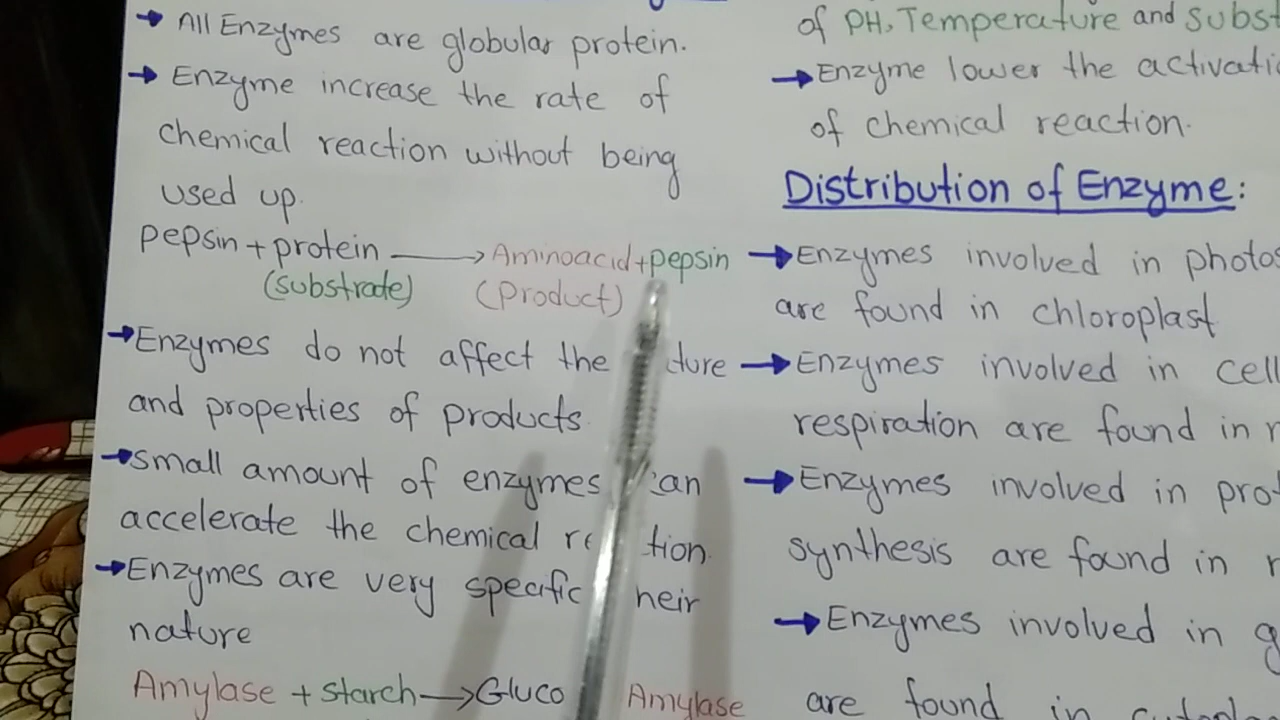 → All Enzymes are globular protein.
→ Enzyme increase the rate of
chemical reaction without being
used up.
pepsin + protein ⟶ Aminoacid + pepsin
(substrate) (Product)
→ Enzymes do not affect the
and properties of products.
→ small amount of enzymes
accelerate the chemical
→ Enzymes are very specific
nature
Amylase + starch ⟶ Amylase
of PH, Temperature and
→ Enzyme lower the
of chemical reaction.
Distribution of Enzyme:
→ Enzymes involved in
are found in chloroplast
→ Enzymes involved in
respiration are found in
→ Enzymes involved in
synthesis are found in
→ Enzymes involved in
are found in